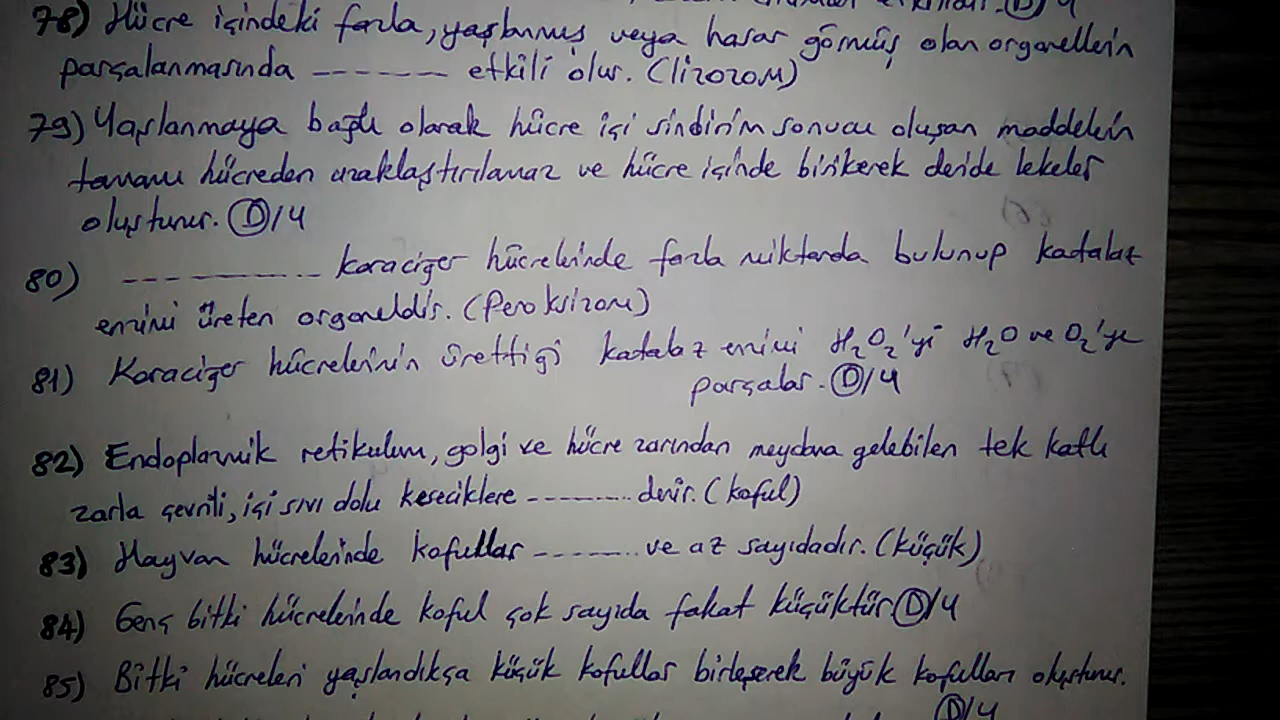 etkilidir. Ⓓ/Y
78) Hücre içindeki fazla, yaşlanmış veya hasar görmüş olan organellerin
parçalanmasında ------- etkili olur. (lizozom)
79) Yaşlanmaya bağlı olarak hücre içi sindirim sonucu oluşan maddelerin
tamamı hücreden uzaklaştırılamaz ve hücre içinde birikerek deride lekeler
oluşturur. Ⓓ/Y
80) ---------- karaciğer hücrelerinde fazla miktarda bulunup katalaz
enzimi üreten organeldir. (Peroksizom)
81) Karaciğer hücrelerinin ürettiği katalaz enzimi H₂O₂'yi H₂O ve O₂'ye
parçalar. Ⓓ/Y
82) Endoplazmik retikulum, golgi ve hücre zarından meydana gelebilen tek katlı
zarla çevrili, içi sıvı dolu keseciklere -------- denir. (koful)
83) Hayvan hücrelerinde kofullar -------- ve az sayıdadır. (küçük)
84) Genç bitki hücrelerinde koful çok sayıda fakat küçüktür Ⓓ/Y
85) Bitki hücreleri yaşlandıkça küçük kofullar birleşerek büyük kofulları oluşturur.
Ⓓ/Y